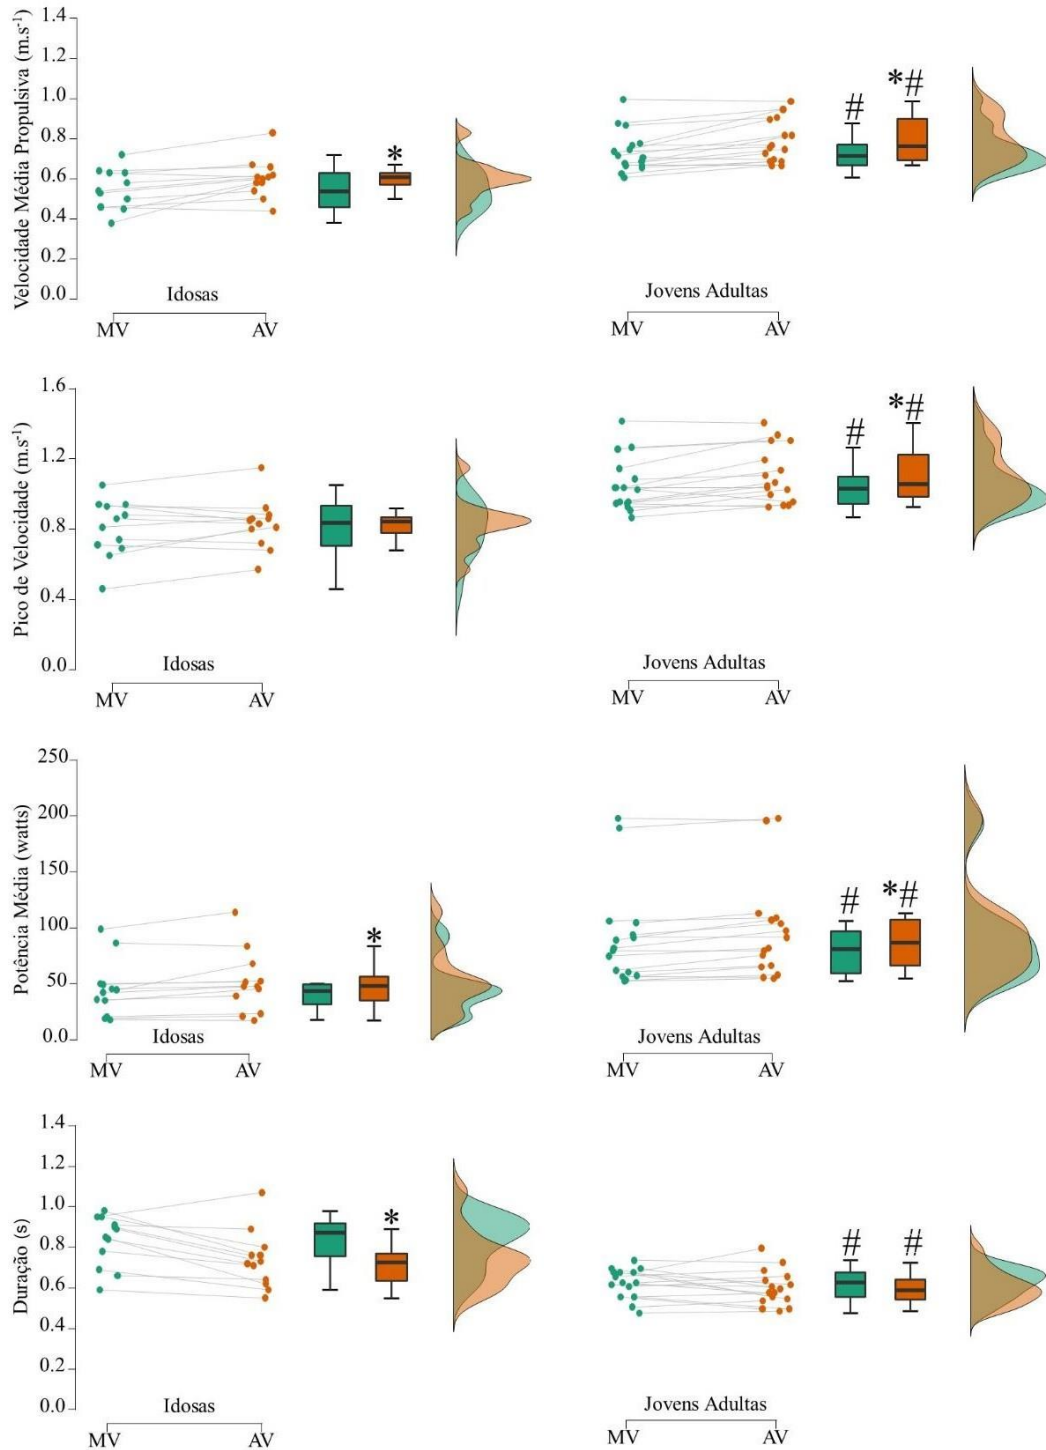 Velocidade Média Propulsiva (m.s⁻¹)
1.4
1.2
1.0
0.8
0.6
0.4
0.2
0.0
*
#
*#
Idosas
MV AV
Jovens Adultas
MV AV
Pico de Velocidade (m.s⁻¹)
1.6
1.2
0.8
0.4
0.0
#
*#
Idosas
MV AV
Jovens Adultas
MV AV
Potência Média (watts)
250
200
150
100
50
0.0
*
#
*#
Idosas
MV AV
Jovens Adultas
MV AV
Duração (s)
1.4
1.2
1.0
0.8
0.6
0.4
0.2
0.0
*
#
#
Idosas
MV AV
Jovens Adultas
MV AV